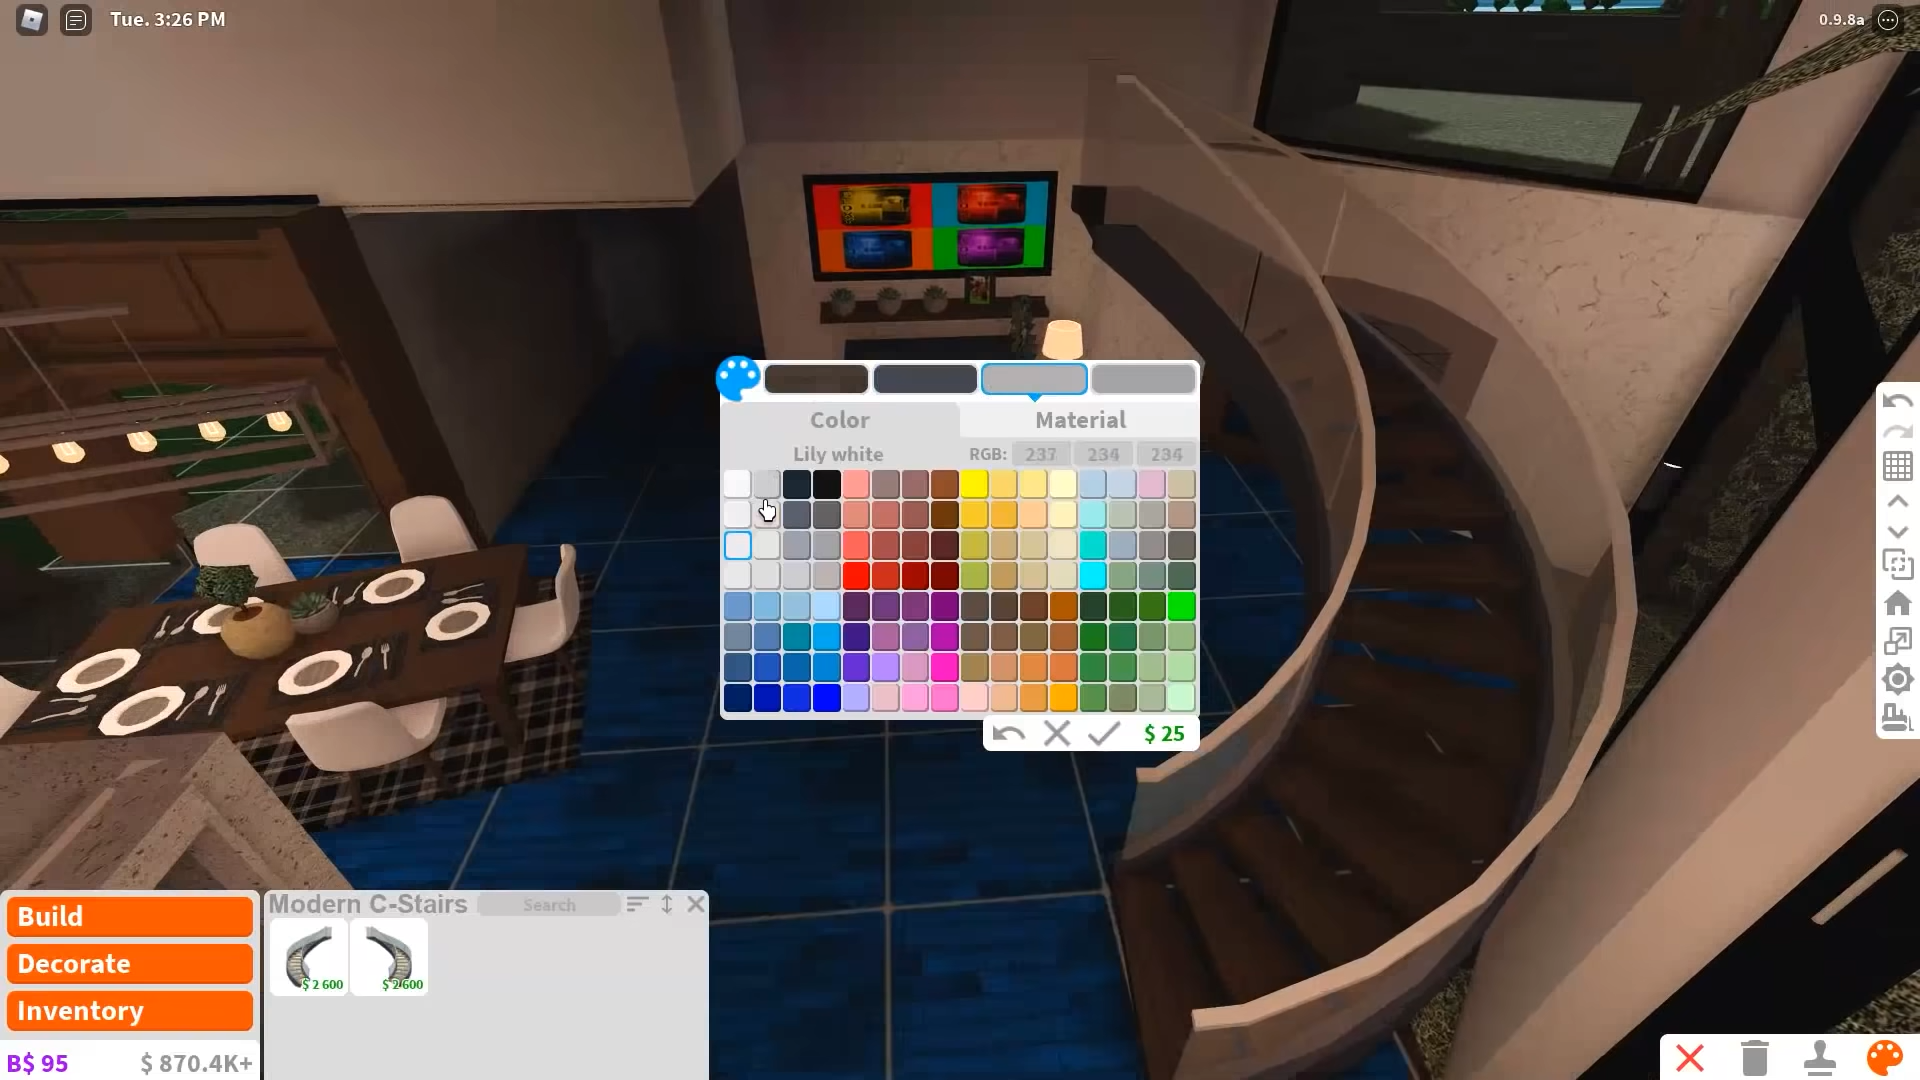 Tue. 3:26 PM
0.9.8a
Color
Material
Lily white
RGB: 237 234 234
$ 25
Build
Decorate
Inventory
B$ 95
$ 870.4K+
Modern C-Stairs
Search
$ 2 600
$ 2 600